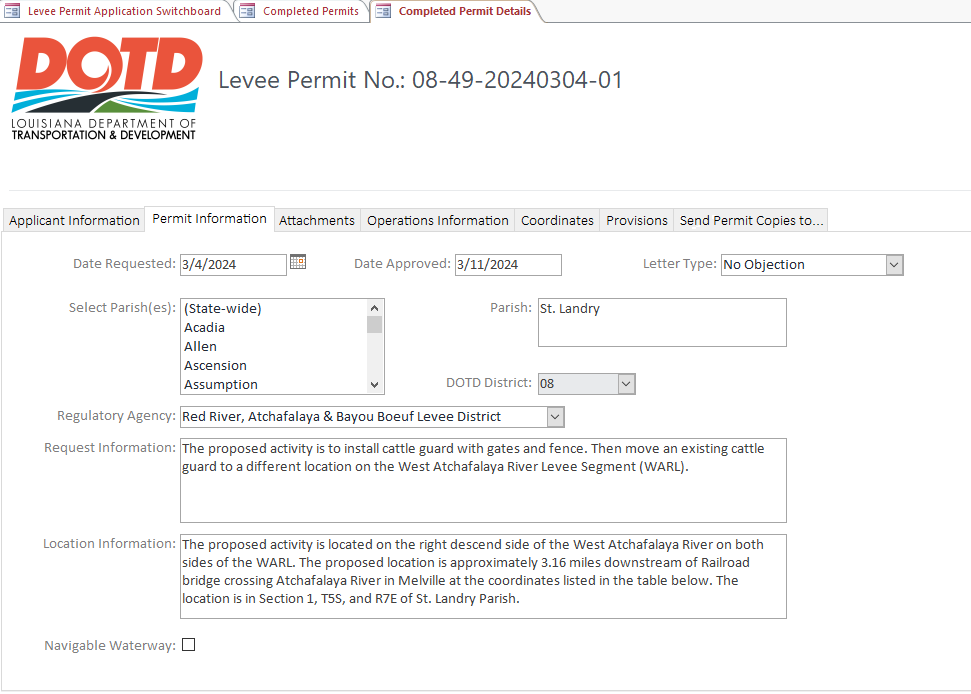 Levee Permit Application Switchboard Completed Permits Completed Permit Details
DOTD
LOUISIANA DEPARTMENT OF
TRANSPORTATION & DEVELOPMENT
Levee Permit No.: 08-49-20240304-01
Applicant Information Permit Information Attachments Operations Information Coordinates Provisions Send Permit Copies to...
Date Requested: 3/4/2024 Date Approved: 3/11/2024 Letter Type: No Objection
Select Parish(es): (State-wide)
Acadia
Allen
Ascension
Assumption
Parish: St. Landry
DOTD District: 08
Regulatory Agency: Red River, Atchafalaya & Bayou Boeuf Levee District
Request Information: The proposed activity is to install cattle guard with gates and fence. Then move an existing cattle
guard to a different location on the West Atchafalaya River Levee Segment (WARL).
Location Information: The proposed activity is located on the right descend side of the West Atchafalaya River on both
sides of the WARL. The proposed location is approximately 3.16 miles downstream of Railroad
bridge crossing Atchafalaya River in Melville at the coordinates listed in the table below. The
location is in Section 1, T5S, and R7E of St. Landry Parish.
Navigable Waterway: